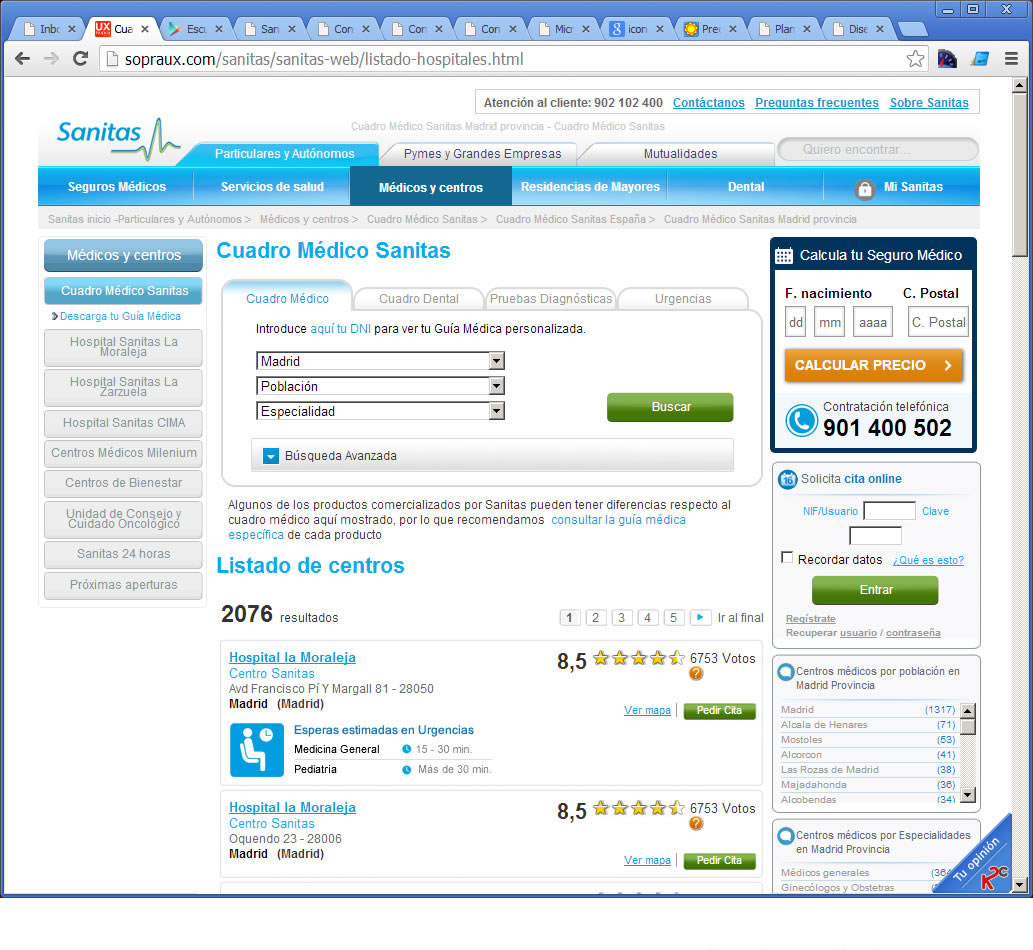 Inbo
Cua
Escu
San
Con
Con
Con
Micr
icon
Prec
Plan
Dise
sopraux.com/sanitas/sanitas-web/listado-hospitales.html
Atención al cliente: 902 102 400 Contáctanos Preguntas frecuentes Sobre Sanitas
Cuadro Médico Sanitas Madrid provincia - Cuadro Médico Sanitas
Sanitas
Particulares y Autónomos Pymes y Grandes Empresas Mutualidades
Quiero encontrar...
Seguros Médicos Servicios de salud Médicos y centros Residencias de Mayores Dental Mi Sanitas
Sanitas inicio -Particulares y Autónomos > Médicos y centros > Cuadro Médico Sanitas > Cuadro Médico Sanitas España > Cuadro Médico Sanitas Madrid provincia
Médicos y centros
Cuadro Médico Sanitas
Descarga tu Guía Médica
Hospital Sanitas La
Moraleja
Hospital Sanitas La
Zarzuela
Hospital Sanitas CIMA
Centros Médicos Milenium
Centros de Bienestar
Unidad de Consejo y
Cuidado Oncológico
Sanitas 24 horas
Próximas aperturas
Cuadro Médico Sanitas
Cuadro Médico Cuadro Dental Pruebas Diagnósticas Urgencias
Introduce aquí tu DNI para ver tu Guía Médica personalizada.
Madrid
Población
Especialidad
Buscar
Búsqueda Avanzada
Algunos de los productos comercializados por Sanitas pueden tener diferencias respecto al
cuadro médico aquí mostrado, por lo que recomendamos consultar la guía médica
específica de cada producto
Listado de centros
2076 resultados
1 2 3 4 5 Ir al final
Hospital la Moraleja
Centro Sanitas
Avd Francisco Pí Y Margall 81 - 28050
Madrid (Madrid)
8,5 6753 Votos
?
Ver mapa | Pedir Cita
Esperas estimadas en Urgencias
Medicina General 15 - 30 min.
Pediatria Más de 30 min.
Hospital la Moraleja
Centro Sanitas
Oquendo 23 - 28006
Madrid (Madrid)
8,5 6753 Votos
?
Ver mapa | Pedir Cita
Calcula tu Seguro Médico
F. nacimiento C. Postal
dd mm aaaa C. Postal
CALCULAR PRECIO
Contratación telefónica
901 400 502
16 Solicita cita online
NIF/Usuario Clave
Recordar datos ¿Qué es esto?
Entrar
Regístrate
Recuperar usuario / contraseña
Centros médicos por población en
Madrid Provincia
Madrid (1317)
Alcala de Henares (71)
Mostoles (53)
Alcorcon (41)
Las Rozas de Madrid (38)
Majadahonda (36)
Alcobendas (34)
Centros médicos por Especialidades
en Madrid Provincia
Médicos generales
Ginecólogos y Obstetras
Tu opinión